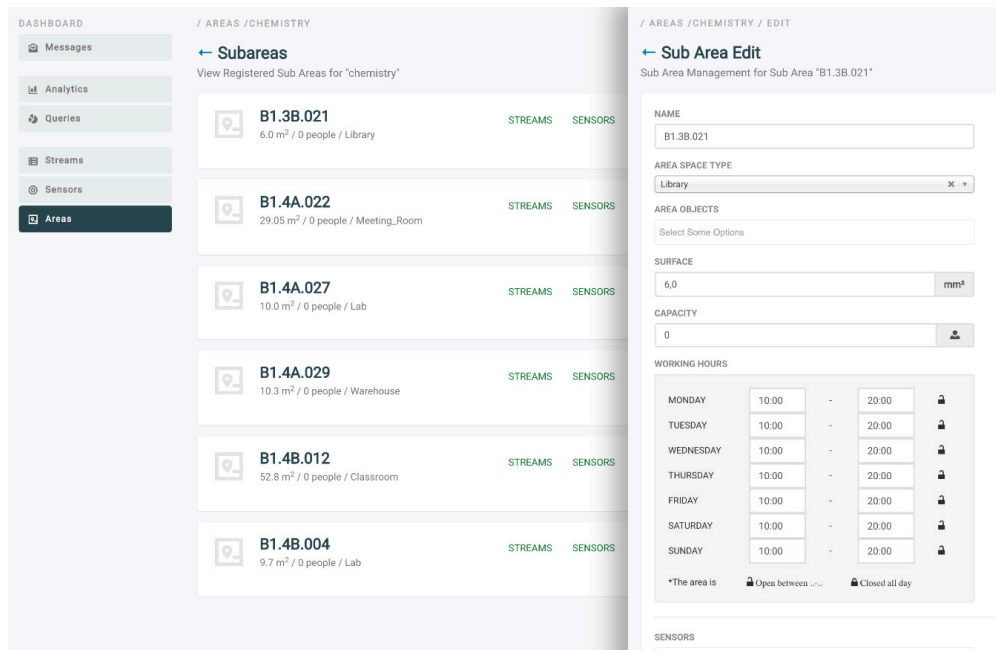 DASHBOARD
Messages
Analytics
Queries
Streams
Sensors
Areas
/ AREAS /CHEMISTRY
← Subareas
View Registered Sub Areas for "chemistry"
B1.3B.021
6.0 m² / 0 people / Library
STREAMS SENSORS
B1.4A.022
29.05 m² / 0 people / Meeting_Room
STREAMS SENSORS
B1.4A.027
10.0 m² / 0 people / Lab
STREAMS SENSORS
B1.4A.029
10.3 m² / 0 people / Warehouse
STREAMS SENSORS
B1.4B.012
52.8 m² / 0 people / Classroom
STREAMS SENSORS
B1.4B.004
9.7 m² / 0 people / Lab
STREAMS SENSORS
/ AREAS /CHEMISTRY / EDIT
← Sub Area Edit
Sub Area Management for Sub Area "B1.3B.021"
NAME
B1.3B.021
AREA SPACE TYPE
Library
AREA OBJECTS
Select Some Options
SURFACE
6,0 mm²
CAPACITY
0
WORKING HOURS
MONDAY 10:00 - 20:00
TUESDAY 10:00 - 20:00
WEDNESDAY 10:00 - 20:00
THURSDAY 10:00 - 20:00
FRIDAY 10:00 - 20:00
SATURDAY 10:00 - 20:00
SUNDAY 10:00 - 20:00
*The area is Open between ..-.. Closed all day
SENSORS